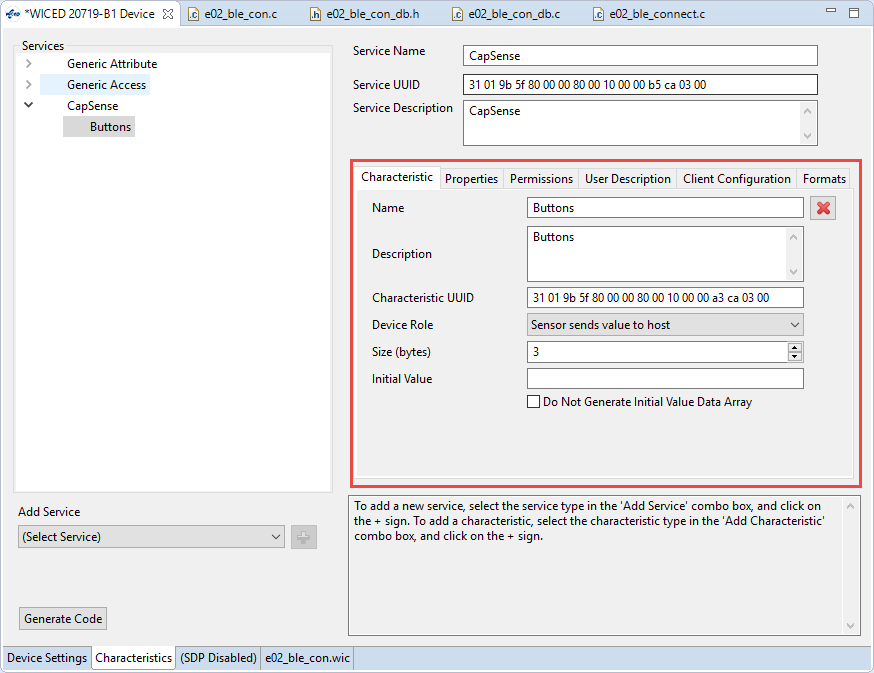 *WICED 20719-B1 Device
e02_ble_con.c
e02_ble_con_db.h
e02_ble_con_db.c
e02_ble_connect.c
Services
Generic Attribute
Generic Access
CapSense
Buttons
Service Name
CapSense
Service UUID
31 01 9b 5f 80 00 00 80 00 10 00 00 b5 ca 03 00
Service Description
CapSense
Characteristic
Properties
Permissions
User Description
Client Configuration
Formats
Name
Buttons
Description
Buttons
Characteristic UUID
31 01 9b 5f 80 00 00 80 00 10 00 00 a3 ca 03 00
Device Role
Sensor sends value to host
Size (bytes)
3
Initial Value
Do Not Generate Initial Value Data Array
Add Service
(Select Service)
To add a new service, select the service type in the 'Add Service' combo box, and click on
the + sign. To add a characteristic, select the characteristic type in the 'Add Characteristic'
combo box, and click on the + sign.
Generate Code
Device Settings
Characteristics
(SDP Disabled)
e02_ble_con.wic